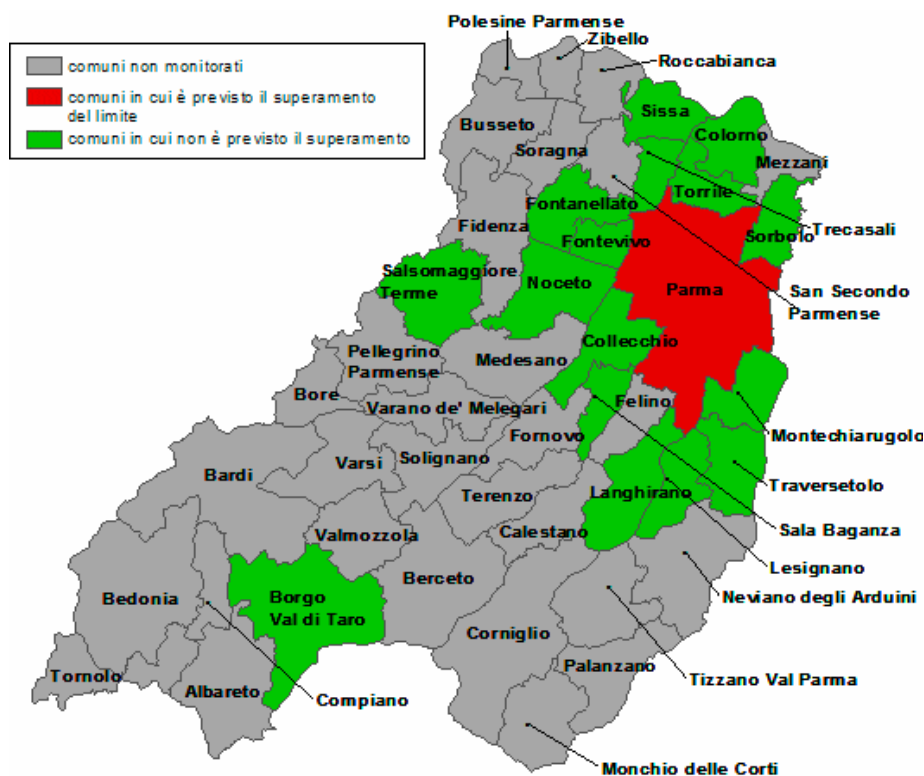 Polesine Parmense
Zibello
Roccabianca
comuni non monitorati
comuni in cui è previsto il superamento
del limite
comuni in cui non è previsto il superamento
Busseto
Soragna
Sissa
Colorno
Mezzani
Torrile
Fontanellato
Fidenza
Trecasali
Sorbolo
Fontevivo
Salsomaggiore
Terme
Noceto
Parma
San Secondo
Parmense
Collecchio
Pellegrino
Parmense
Medesano
Bore
Varano de' Melegari
Felino
Montechiarugolo
Fornovo
Solignano
Varsi
Bardi
Traversetolo
Terenzo
Langhirano
Sala Baganza
Calestano
Valmozzola
Lesignano
Berceto
Neviano degli Arduini
Bedonia
Borgo
Val di Taro
Corniglio
Palanzano
Tizzano Val Parma
Tornolo
Albareto
Compiano
Monchio delle Corti